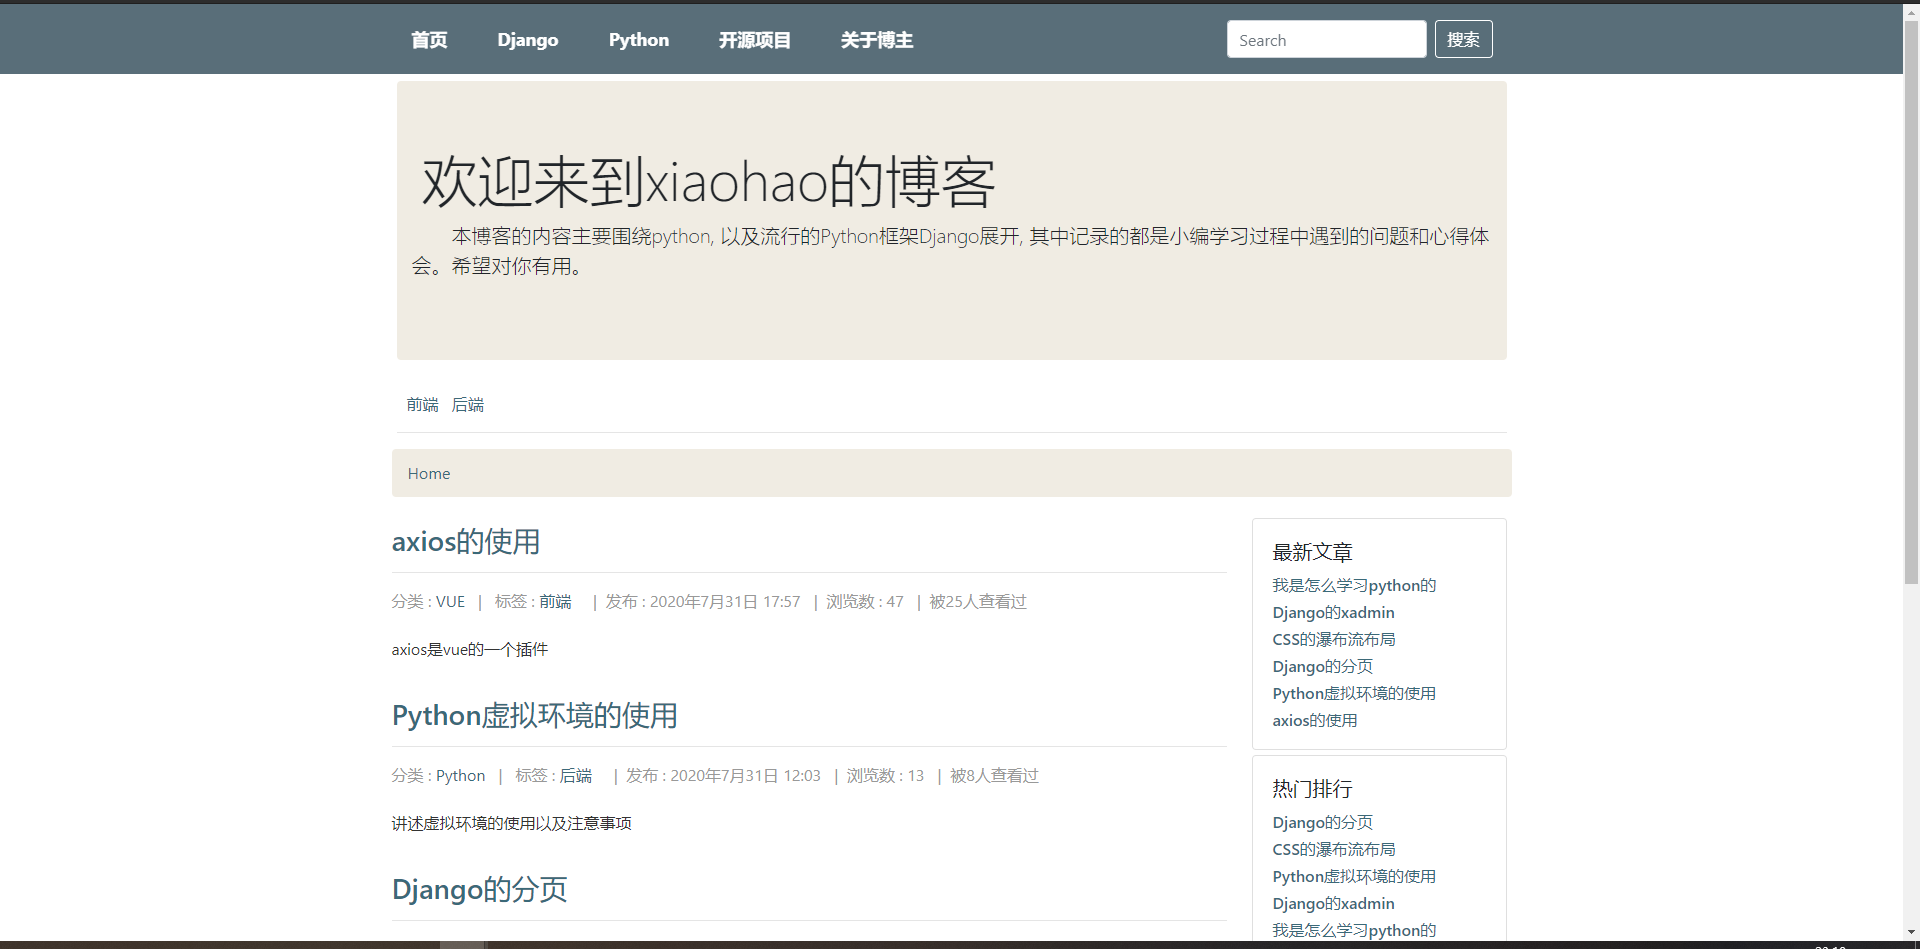 首页 Django Python 开源项目 关于博主 Search 搜索
欢迎来到xiaohao的博客
本博客的内容主要围绕python, 以及流行的Python框架Django展开, 其中记录的都是小编学习过程中遇到的问题和心得体
会。希望对你有用。
前端 后端
Home
axios的使用
分类 : VUE | 标签 : 前端 | 发布 : 2020年7月31日 17:57 | 浏览数 : 47 | 被25人查看过
axios是vue的一个插件
Python虚拟环境的使用
分类 : Python | 标签 : 后端 | 发布 : 2020年7月31日 12:03 | 浏览数 : 13 | 被8人查看过
讲述虚拟环境的使用以及注意事项
Django的分页
最新文章
我是怎么学习python的
Django的xadmin
CSS的瀑布流布局
Django的分页
Python虚拟环境的使用
axios的使用
热门排行
Django的分页
CSS的瀑布流布局
Python虚拟环境的使用
Django的xadmin
我是怎么学习python的